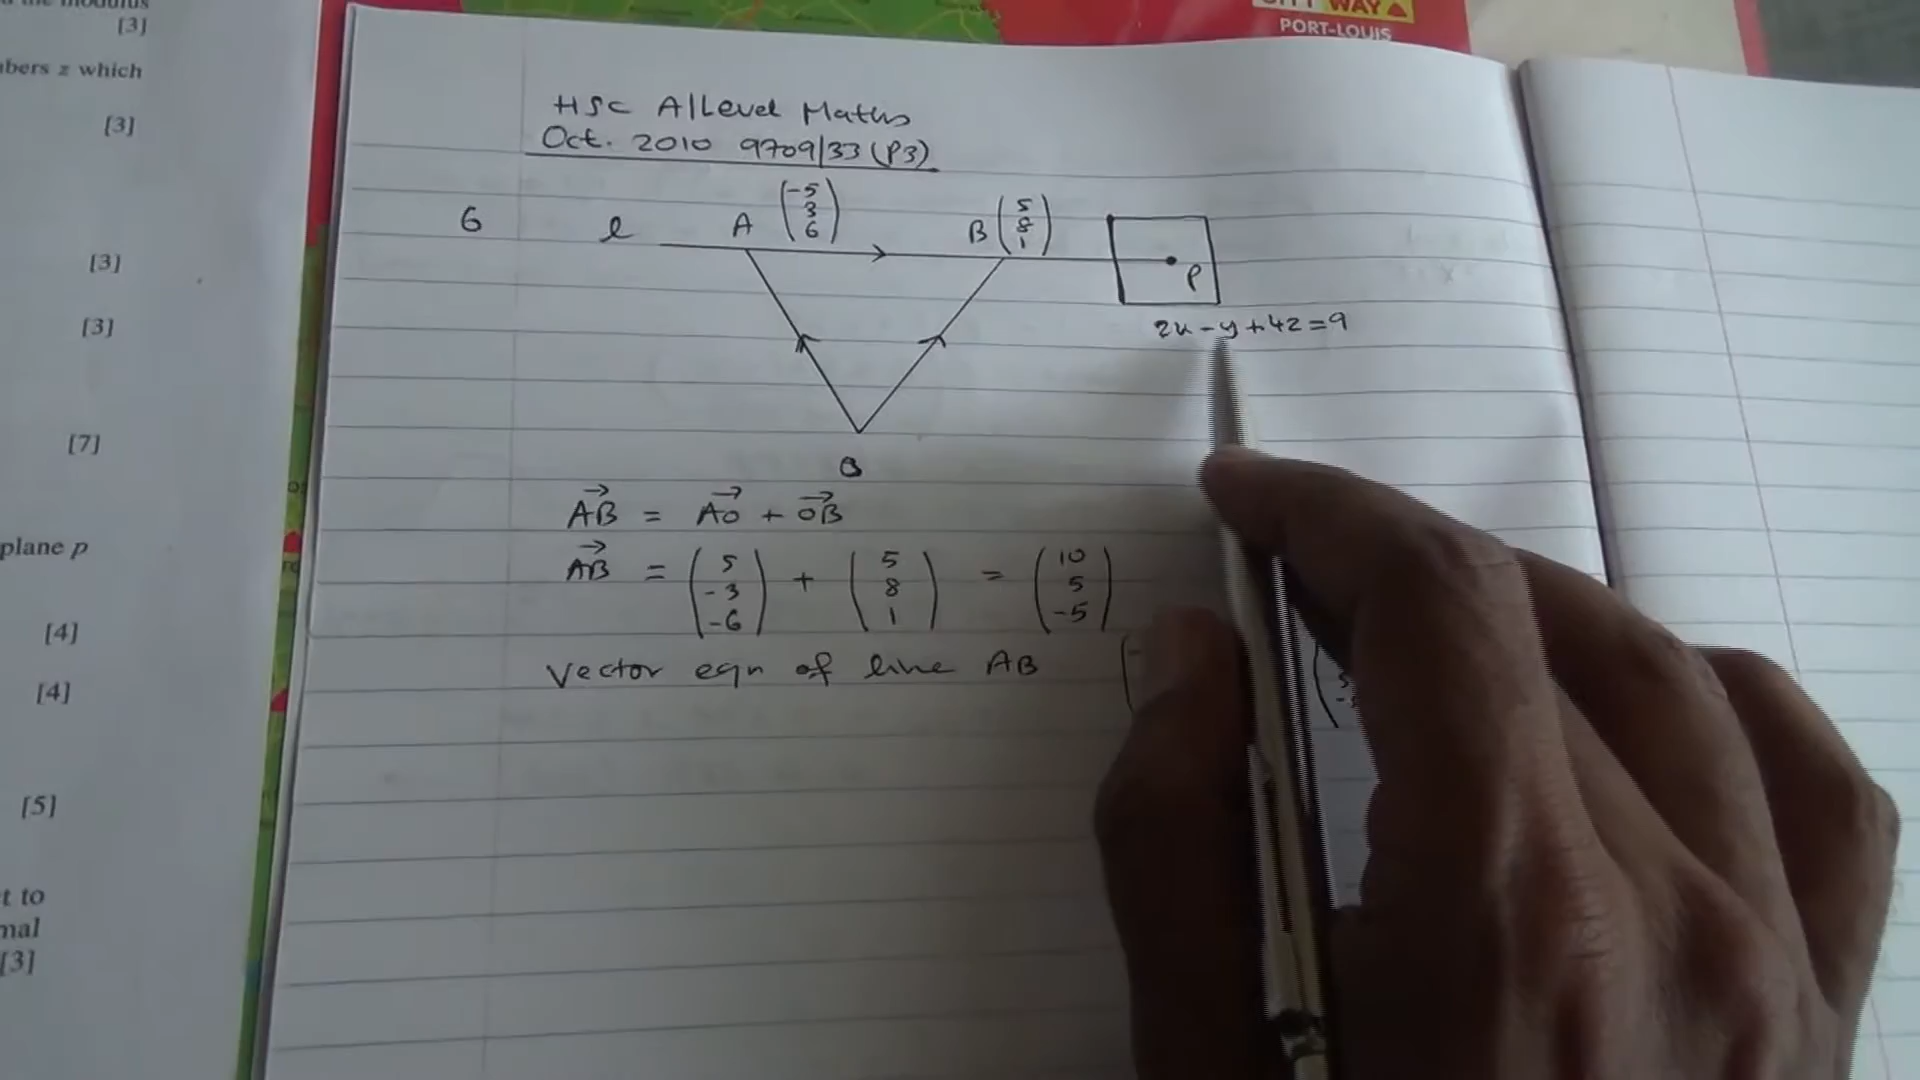 WAY
PORT-LOUIS
[3]
bers z which
[3]
[3]
[3]
[7]
plane p
[4]
[4]
[5]
t to
[3]
HSC A/Level Maths
Oct. 2010 9709/33 (P3)
6 l A (-5 3 6) B (5 8 1)
P
2x - y + 4z = 9
O
AB = AO + OB
AB = (5 -3 -6) + (5 8 1) = (10 5 -5)
Vector eqn of line AB